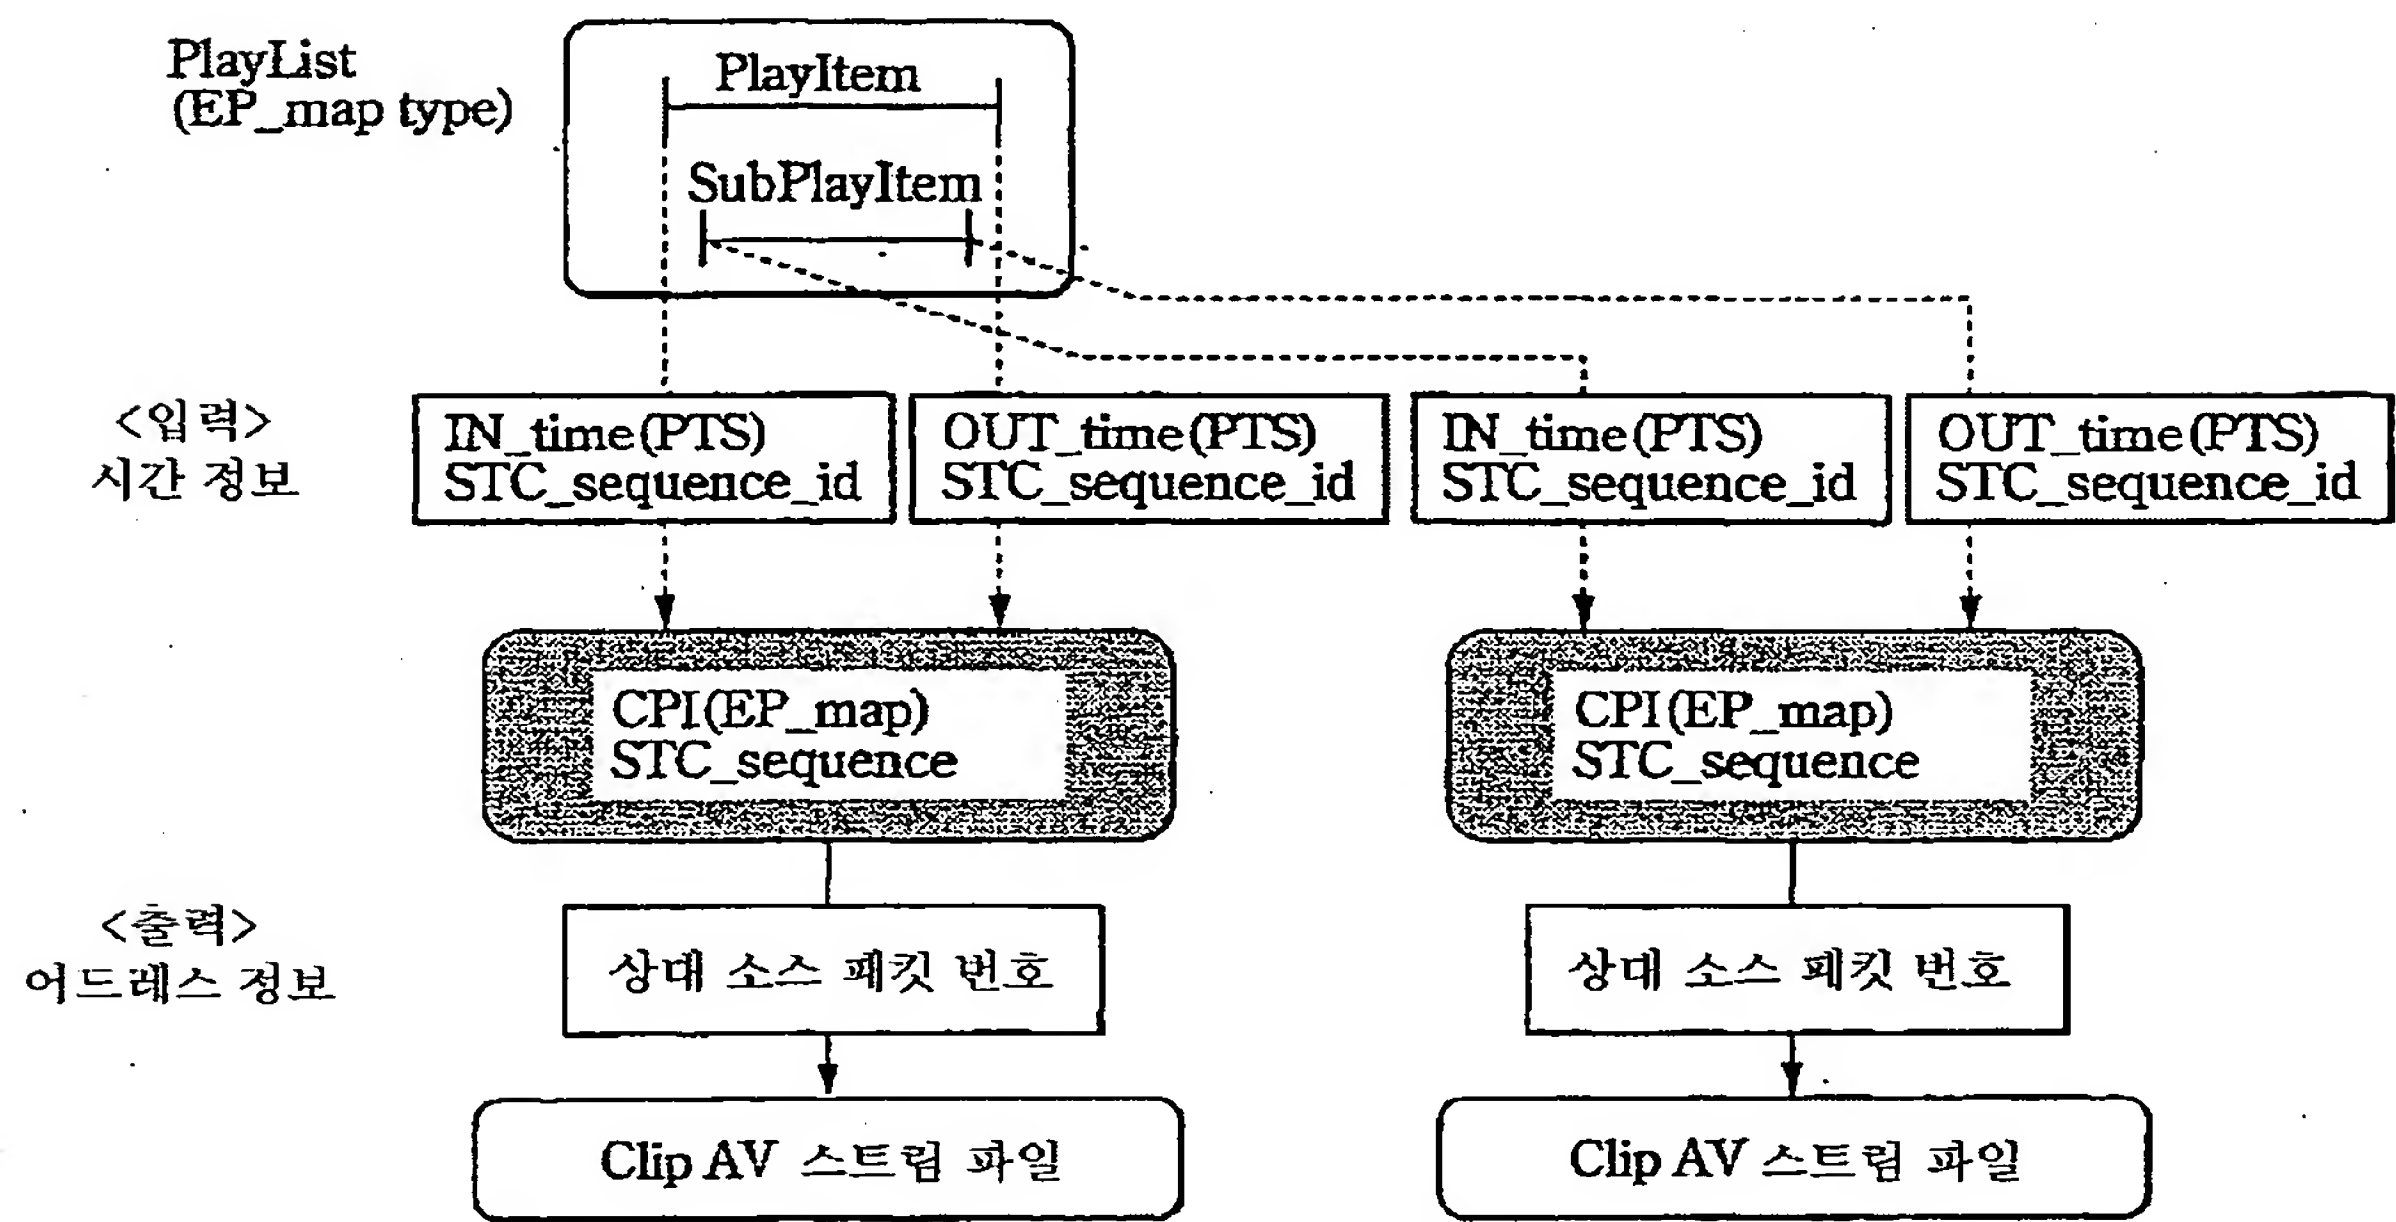 PlayList
(EP_map type)
PlayItem
SubPlayItem
<입력>
시간 정보
IN_time(PTS)
STC_sequence_id
OUT_time(PTS)
STC_sequence_id
IN_time(PTS)
STC_sequence_id
OUT_time(PTS)
STC_sequence_id
CPI(EP_map)
STC_sequence
CPI(EP_map)
STC_sequence
<출력>
어드레스 정보
상대 소스 패킷 번호
상대 소스 패킷 번호
Clip AV 스트림 파일
Clip AV 스트림 파일